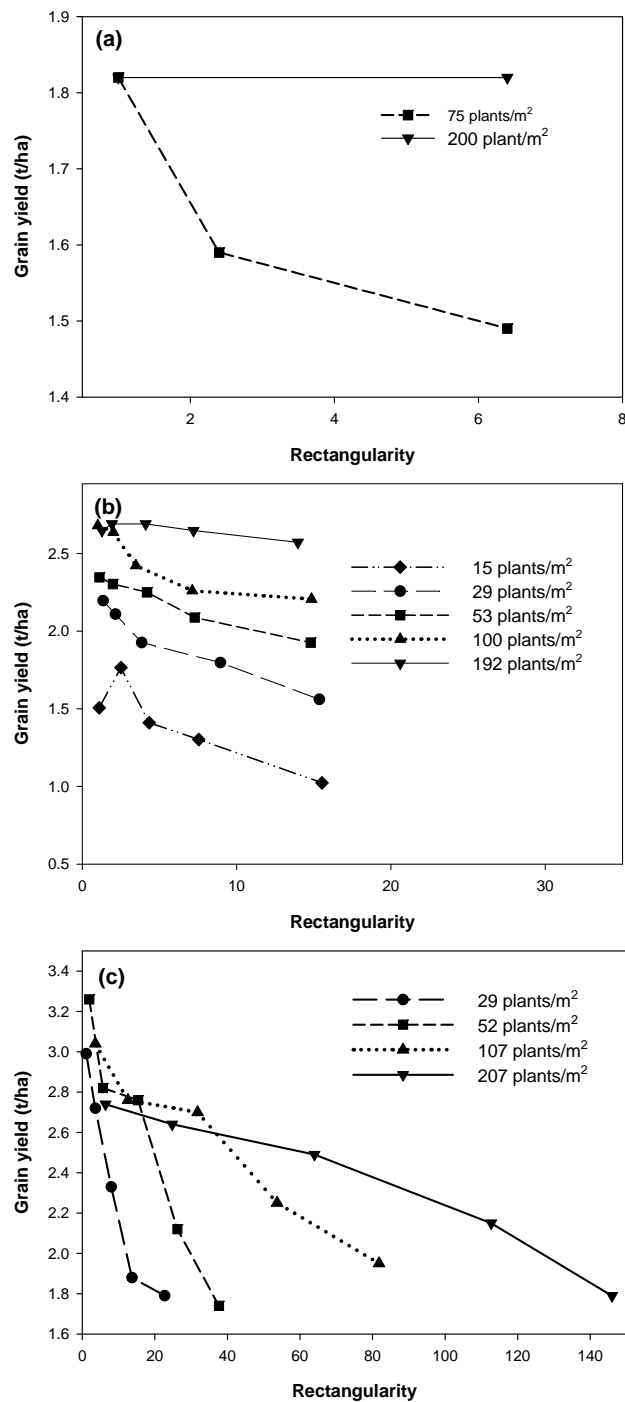 (a)
1.9
1.8
1.7
1.6
1.5
1.4
Grain yield (t/ha)
75 plants/m²
200 plant/m²
2 4 6 8
Rectangularity
(b)
2.5
2.0
1.5
1.0
0.5
Grain yield (t/ha)
15 plants/m²
29 plants/m²
53 plants/m²
100 plants/m²
192 plants/m²
0 10 20 30
Rectangularity
(c)
3.4
3.2
3.0
2.8
2.6
2.4
2.2
2.0
1.8
1.6
Grain yield (t/ha)
29 plants/m²
52 plants/m²
107 plants/m²
207 plants/m²
0 20 40 60 80 100 120 140
Rectangularity